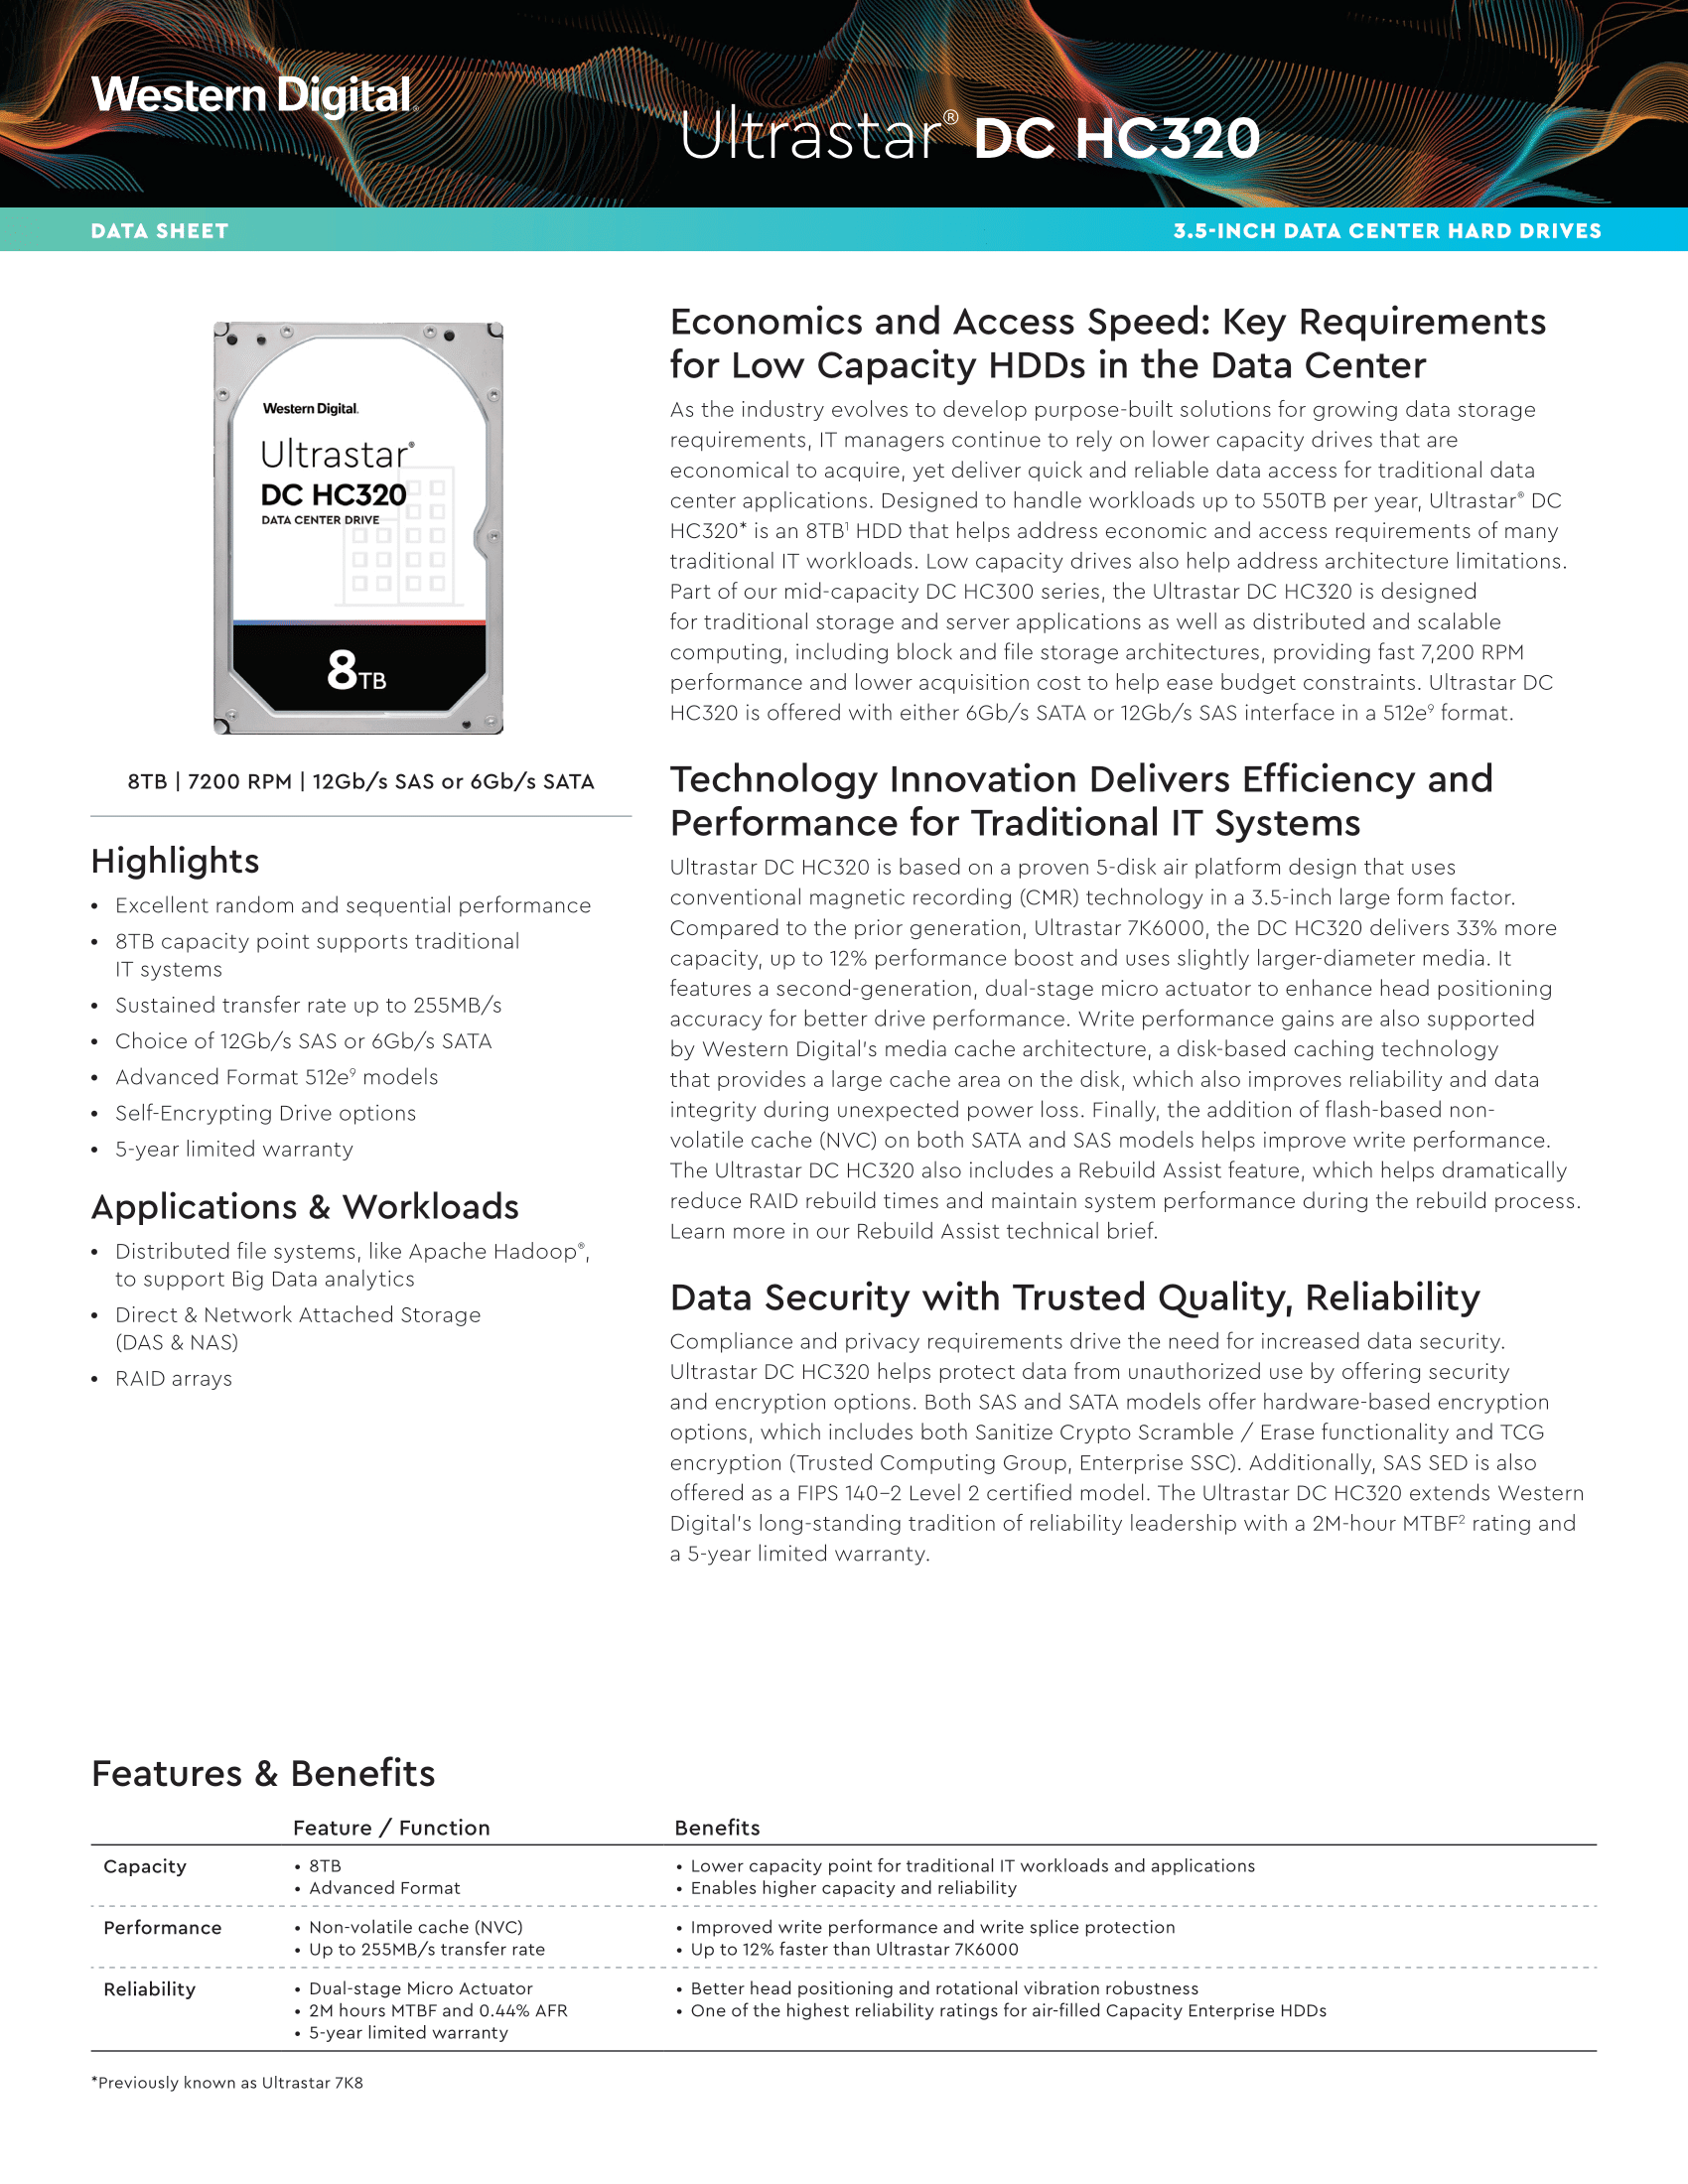 Western Digital®
Ultrastar® DC HC320
DATA SHEET
3.5-INCH DATA CENTER HARD DRIVES
Western Digital.
Ultrastar®
DC HC320
DATA CENTER DRIVE
8TB
8TB | 7200 RPM | 12Gb/s SAS or 6Gb/s SATA
Highlights
• Excellent random and sequential performance
• 8TB capacity point supports traditional
IT systems
• Sustained transfer rate up to 255MB/s
• Choice of 12Gb/s SAS or 6Gb/s SATA
• Advanced Format 512e⁹ models
• Self-Encrypting Drive options
• 5-year limited warranty
Applications & Workloads
• Distributed file systems, like Apache Hadoop®,
to support Big Data analytics
• Direct & Network Attached Storage
(DAS & NAS)
• RAID arrays
Economics and Access Speed: Key Requirements
for Low Capacity HDDs in the Data Center
As the industry evolves to develop purpose-built solutions for growing data storage
requirements, IT managers continue to rely on lower capacity drives that are
economical to acquire, yet deliver quick and reliable data access for traditional data
center applications. Designed to handle workloads up to 550TB per year, Ultrastar® DC
HC320* is an 8TB¹ HDD that helps address economic and access requirements of many
traditional IT workloads. Low capacity drives also help address architecture limitations.
Part of our mid-capacity DC HC300 series, the Ultrastar DC HC320 is designed
for traditional storage and server applications as well as distributed and scalable
computing, including block and file storage architectures, providing fast 7,200 RPM
performance and lower acquisition cost to help ease budget constraints. Ultrastar DC
HC320 is offered with either 6Gb/s SATA or 12Gb/s SAS interface in a 512e⁹ format.
Technology Innovation Delivers Efficiency and
Performance for Traditional IT Systems
Ultrastar DC HC320 is based on a proven 5-disk air platform design that uses
conventional magnetic recording (CMR) technology in a 3.5-inch large form factor.
Compared to the prior generation, Ultrastar 7K6000, the DC HC320 delivers 33% more
capacity, up to 12% performance boost and uses slightly larger-diameter media. It
features a second-generation, dual-stage micro actuator to enhance head positioning
accuracy for better drive performance. Write performance gains are also supported
by Western Digital's media cache architecture, a disk-based caching technology
that provides a large cache area on the disk, which also improves reliability and data
integrity during unexpected power loss. Finally, the addition of flash-based non-
volatile cache (NVC) on both SATA and SAS models helps improve write performance.
The Ultrastar DC HC320 also includes a Rebuild Assist feature, which helps dramatically
reduce RAID rebuild times and maintain system performance during the rebuild process.
Learn more in our Rebuild Assist technical brief.
Data Security with Trusted Quality, Reliability
Compliance and privacy requirements drive the need for increased data security.
Ultrastar DC HC320 helps protect data from unauthorized use by offering security
and encryption options. Both SAS and SATA models offer hardware-based encryption
options, which includes both Sanitize Crypto Scramble / Erase functionality and TCG
encryption (Trusted Computing Group, Enterprise SSC). Additionally, SAS SED is also
offered as a FIPS 140-2 Level 2 certified model. The Ultrastar DC HC320 extends Western
Digital's long-standing tradition of reliability leadership with a 2M-hour MTBF² rating and
a 5-year limited warranty.
Features & Benefits
Feature / Function Benefits
Capacity • 8TB • Lower capacity point for traditional IT workloads and applications
• Advanced Format • Enables higher capacity and reliability
Performance • Non-volatile cache (NVC) • Improved write performance and write splice protection
• Up to 255MB/s transfer rate • Up to 12% faster than Ultrastar 7K6000
Reliability • Dual-stage Micro Actuator • Better head positioning and rotational vibration robustness
• 2M hours MTBF and 0.44% AFR • One of the highest reliability ratings for air-filled Capacity Enterprise HDDs
• 5-year limited warranty
*Previously known as Ultrastar 7K8